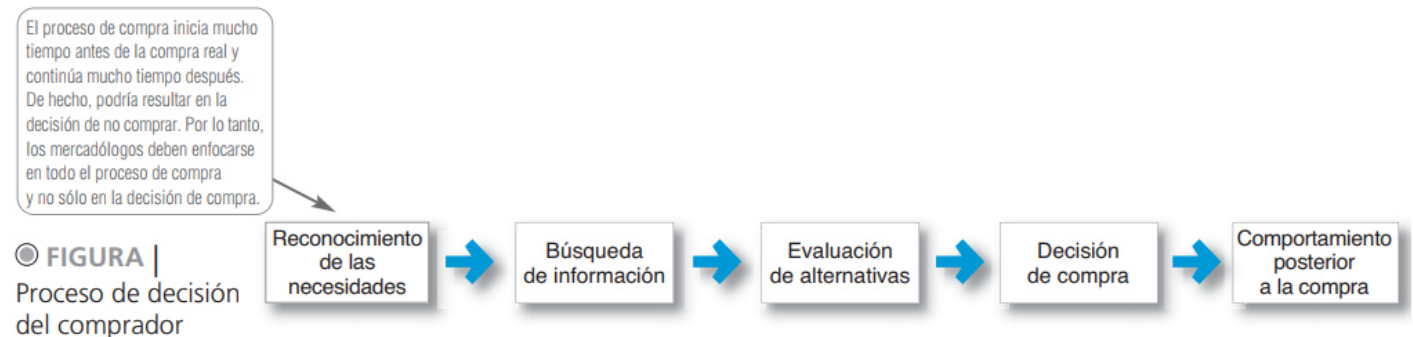 El proceso de compra inicia mucho
tiempo antes de la compra real y
continúa mucho tiempo después.
De hecho, podría resultar en la
decisión de no comprar. Por lo tanto,
los mercadólogos deben enfocarse
en todo el proceso de compra
y no sólo en la decisión de compra.
FIGURA |
Proceso de decisión
del comprador
Reconocimiento
de las
necesidades
Búsqueda
de información
Evaluación
de alternativas
Decisión
de compra
Comportamiento
posterior
a la compra